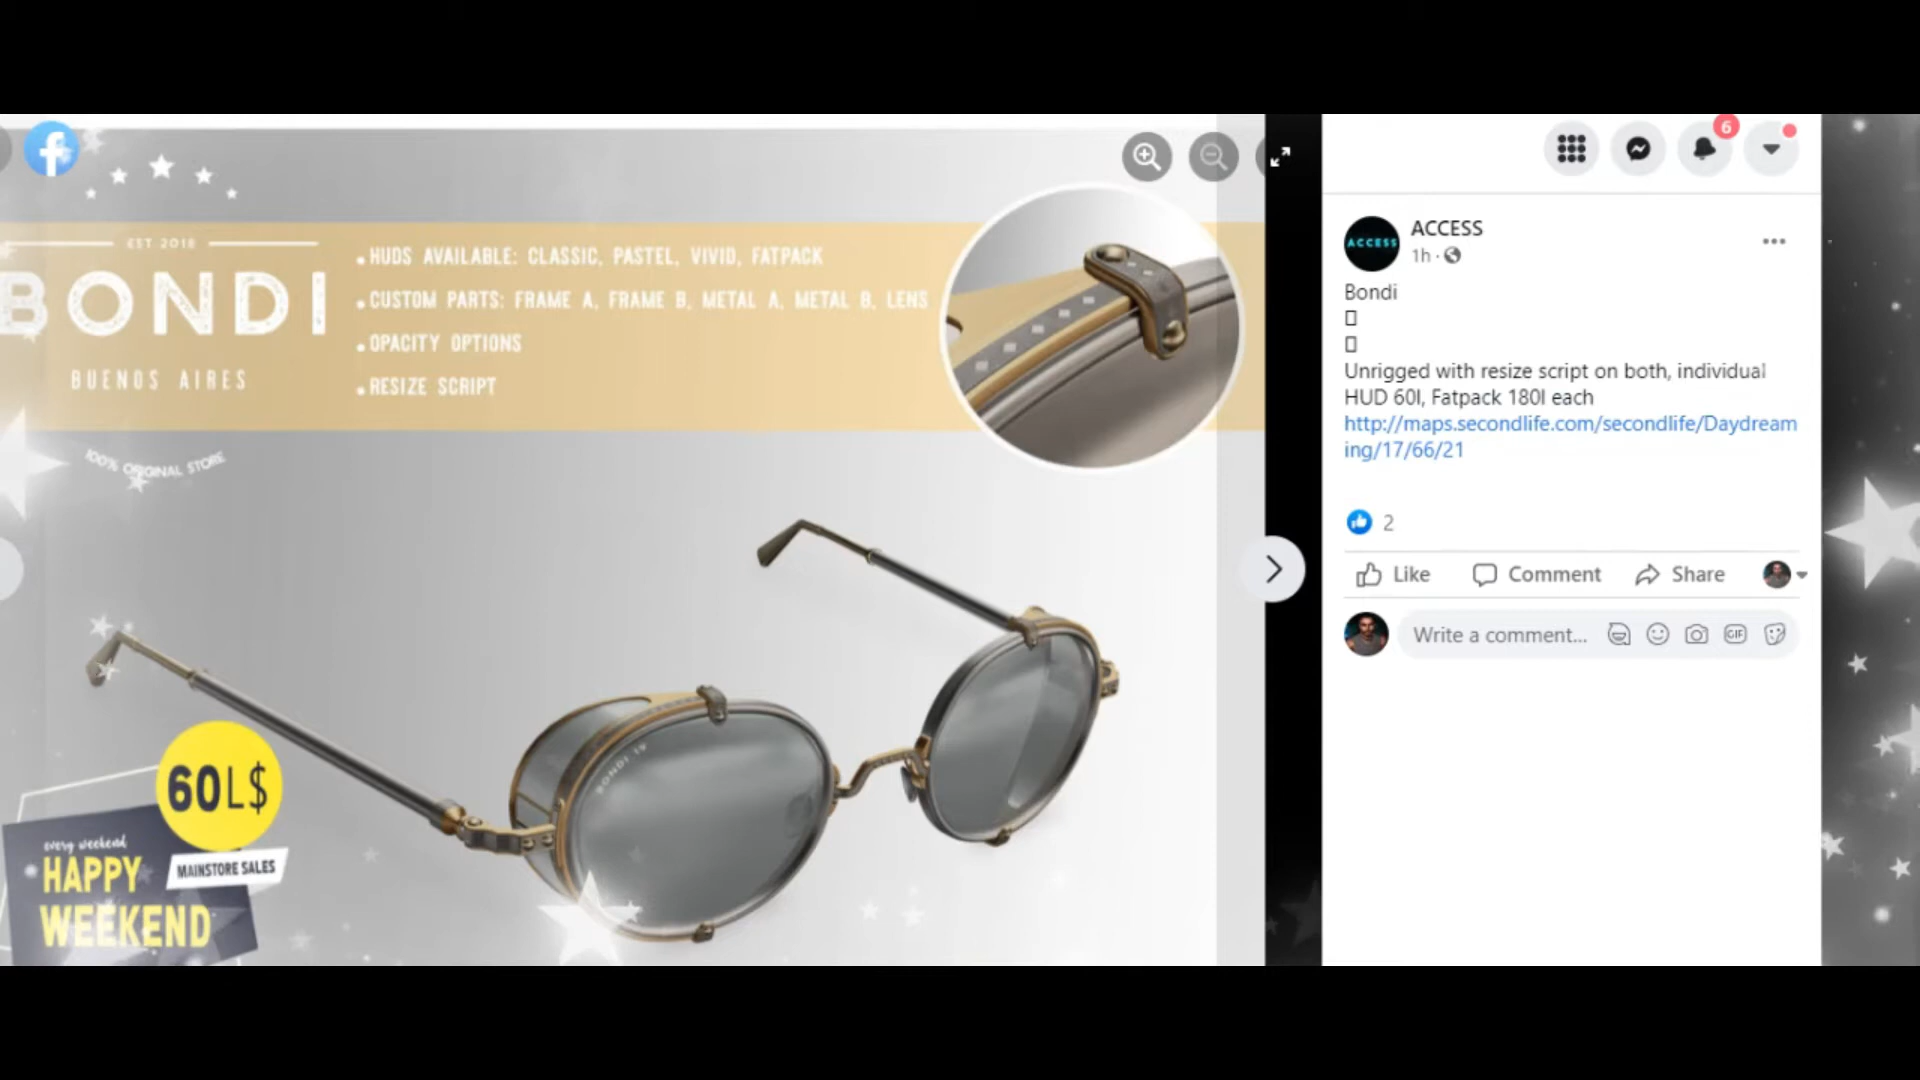 EST 2018
BONDI
BUENOS AIRES
100% ORIGINAL STORE
HUDS AVAILABLE: CLASSIC, PASTEL, VIVID, FATPACK
CUSTOM PARTS: FRAME A, FRAME B, METAL A, METAL B, LENS
OPACITY OPTIONS
RESIZE SCRIPT
BONDI
60L$
every weekend
HAPPY
WEEKEND
MAINSTORE SALES
6
ACCESS
ACCESS
1h ·
Bondi
Unrigged with resize script on both, individual
HUD 60l, Fatpack 180l each
http://maps.secondlife.com/secondlife/Daydream
ing/17/66/21
2
Like
Comment
Share
Write a comment...
GIF